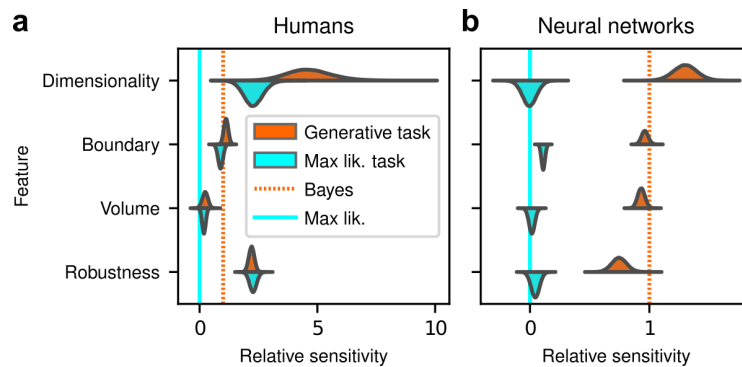 a
Humans
b
Neural networks
Feature
Dimensionality
Boundary
Volume
Robustness
Generative task
Max lik. task
Bayes
Max lik.
0
5
10
0
1
Relative sensitivity
Relative sensitivity